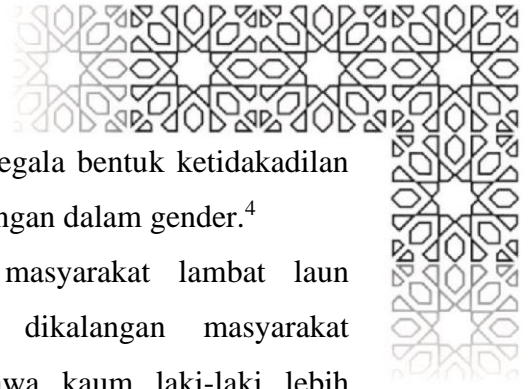 egala bentuk ketidakadilan
ngan dalam gender.⁴
masyarakat lambat laun
dikalangan masyarakat
wa kaum laki-laki lebih